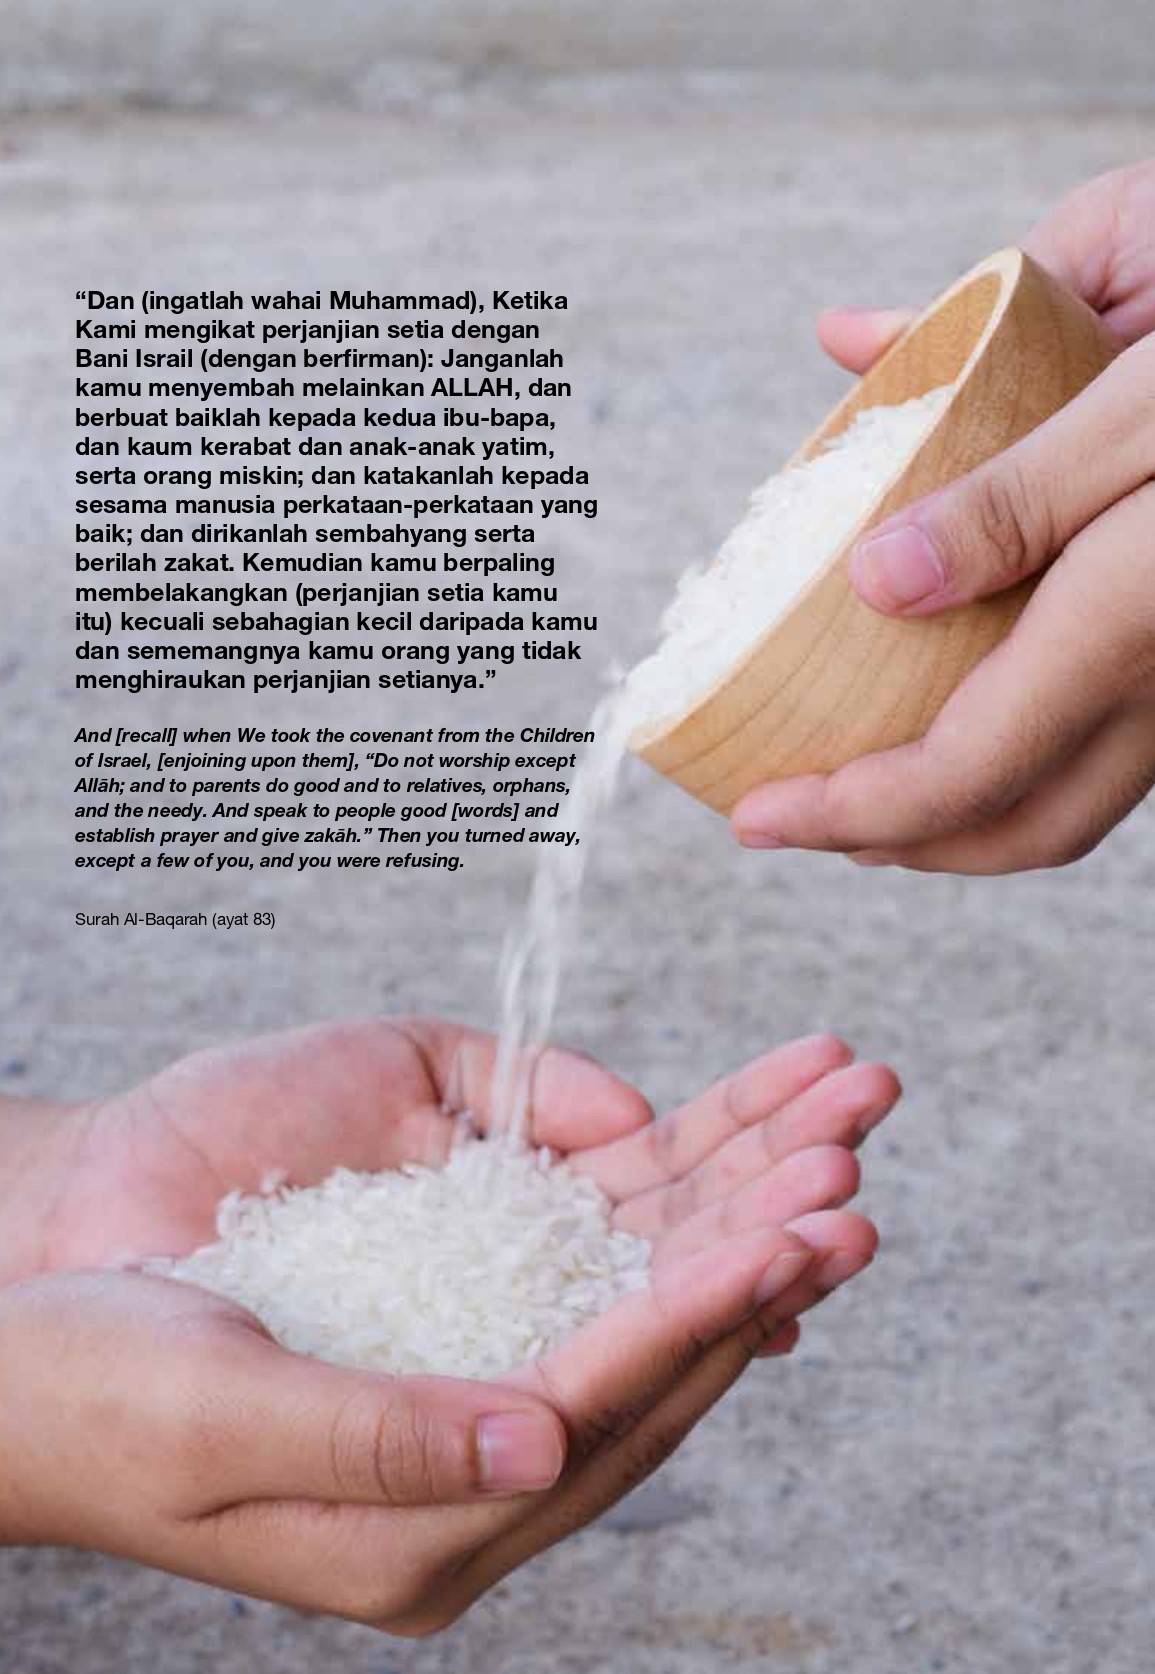 “Dan (ingatlah wahai Muhammad), Ketika
Kami mengikat perjanjian setia dengan
Bani Israil (dengan berfirman): Janganlah
kamu menyembah melainkan ALLAH, dan
berbuat baiklah kepada kedua ibu-bapa,
dan kaum kerabat dan anak-anak yatim,
serta orang miskin; dan katakanlah kepada
sesama manusia perkataan-perkataan yang
baik; dan dirikanlah sembahyang serta
berilah zakat. Kemudian kamu berpaling
membelakangkan (perjanjian setia kamu
itu) kecuali sebahagian kecil daripada kamu
dan sememangnya kamu orang yang tidak
menghiraukan perjanjian setianya.”
And [recall] when We took the covenant from the Children
of Israel, [enjoining upon them], “Do not worship except
Allāh; and to parents do good and to relatives, orphans,
and the needy. And speak to people good [words] and
establish prayer and give zakāh.” Then you turned away,
except a few of you, and you were refusing.
Surah Al-Baqarah (ayat 83)